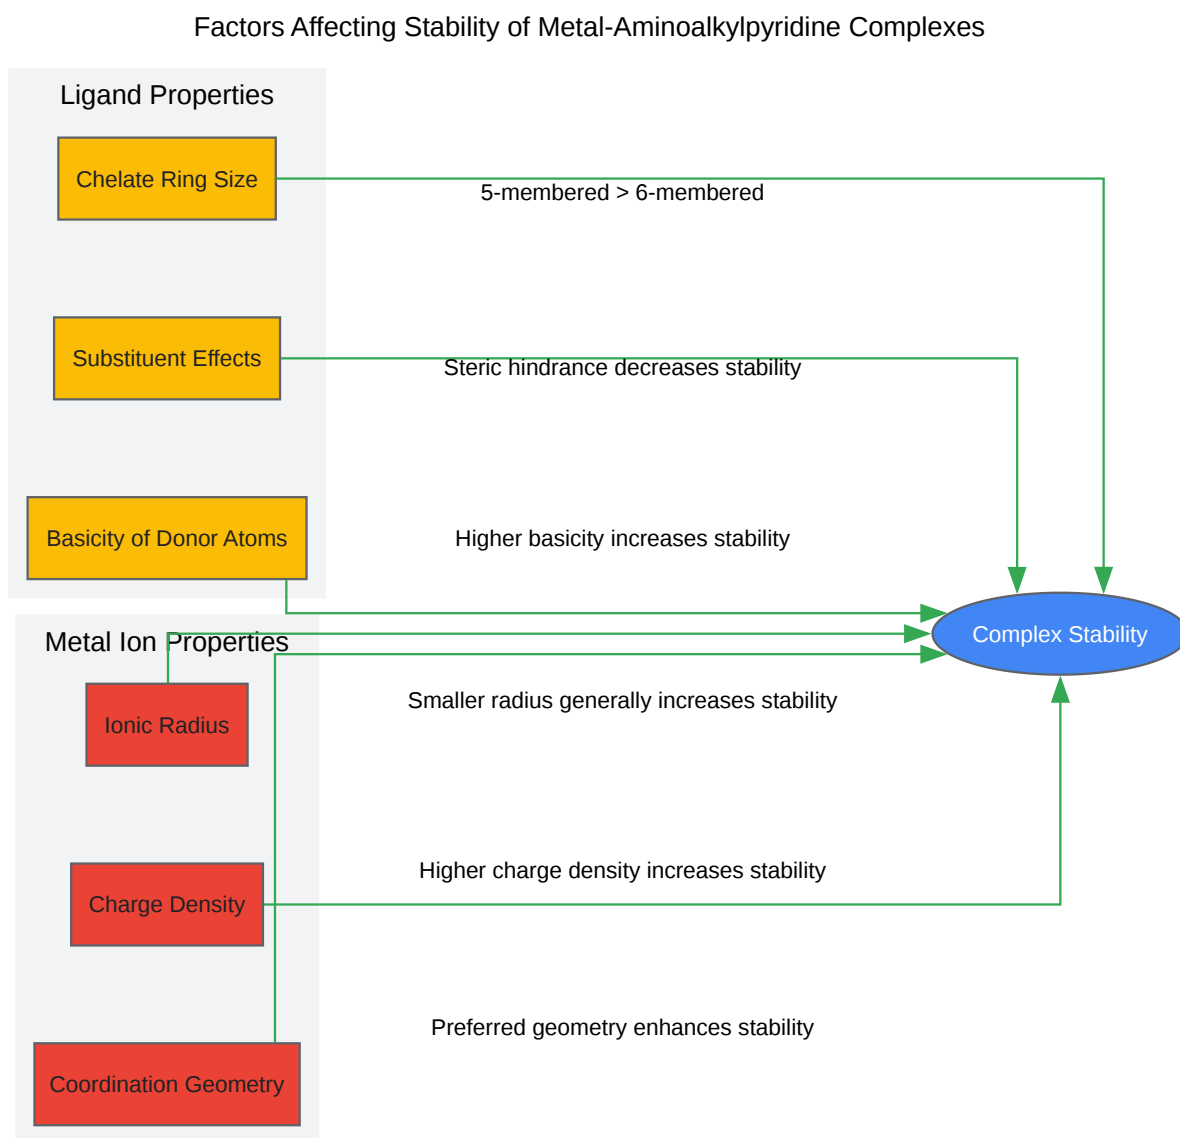 Factors Affecting Stability of Metal-Aminoalkylpyridine Complexes
Ligand Properties
Chelate Ring Size
5-membered > 6-membered
Substituent Effects
Steric hindrance decreases stability
Basicity of Donor Atoms
Higher basicity increases stability
Complex Stability
Metal Ion Properties
Smaller radius generally increases stability
Ionic Radius
Higher charge density increases stability
Charge Density
Preferred geometry enhances stability
Coordination Geometry